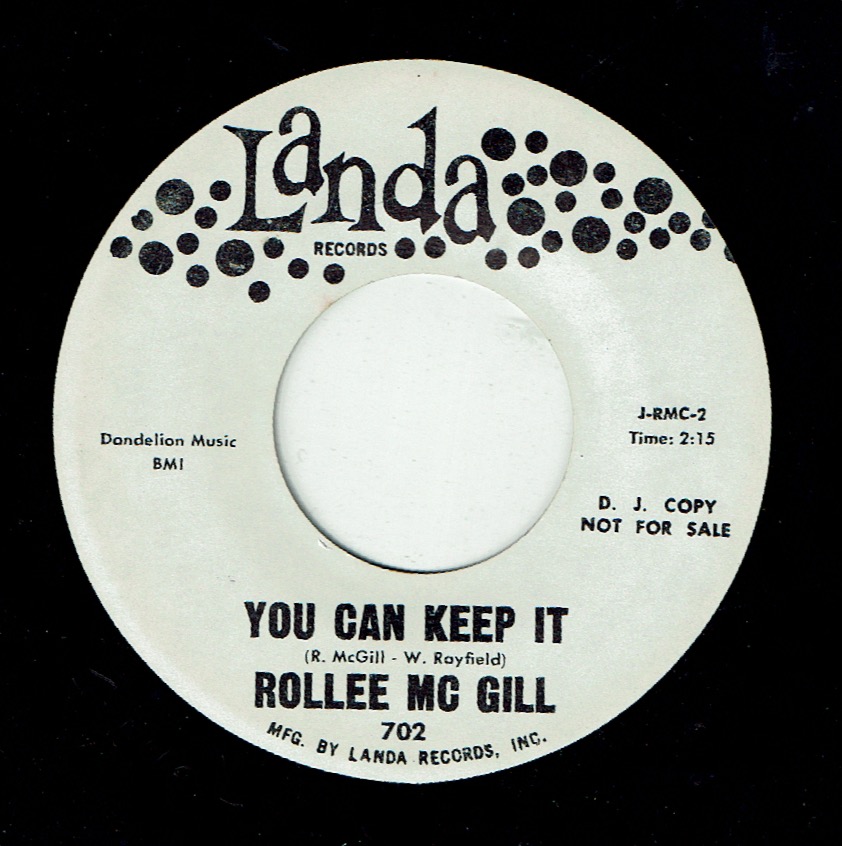 Landa
RECORDS
Dandelion Music
BMI
J-RMC-2
Time: 2:15
D. J. COPY
NOT FOR SALE
YOU CAN KEEP IT
(R. McGill - W. Rayfield)
ROLLEE MC GILL
702
MFG. BY LANDA RECORDS, INC.